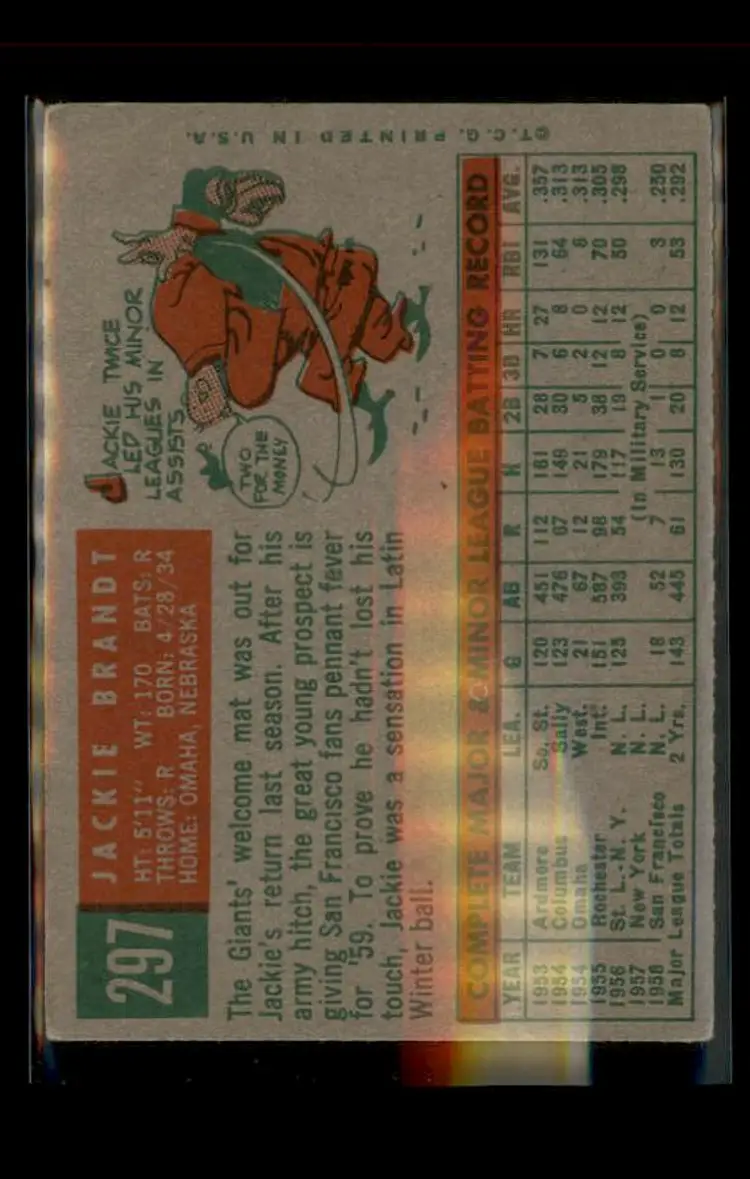 297
JACKIE BRANDT
HT: 5'11" WT: 170 BATS: R
THROWS: R BORN: 4/28/34
HOME: OMAHA, NEBRASKA
JACKIE TWICE
LED HIS MINOR
LEAGUES IN
ASSISTS
TWO
FOR THE
MONEY
The Giants' welcome mat was out for
Jackie's return last season. After his
army hitch, the great young prospect is
giving San Francisco fans pennant fever
for '59. To prove he hadn't lost his
touch, Jackie was a sensation in Latin
Winter ball.
COMPLETE MAJOR & MINOR LEAGUE BATTING RECORD
YEAR TEAM LEA. G AB R H 2B 3B HR RBI AVG.
1953 Ardmore So. St. 120 451 112 161 28 7 27 131 .357
1954 Columbus Sally 123 476 67 149 30 6 8 64 .313
1954 Omaha West. 21 67 12 21 5 2 0 8 .313
1955 Rochester Int. 151 587 98 179 38 12 12 70 .305
1956 St. L.-N. Y. N. L. 125 393 54 117 19 8 12 50 .298
1957 New York N. L. (In Military Service)
1958 San Francisco N. L. 18 52 7 13 1 0 0 3 .250
Major League Totals 2 Yrs. 143 445 61 130 20 8 12 53 .292
©T. C. G. PRINTED IN U.S.A.